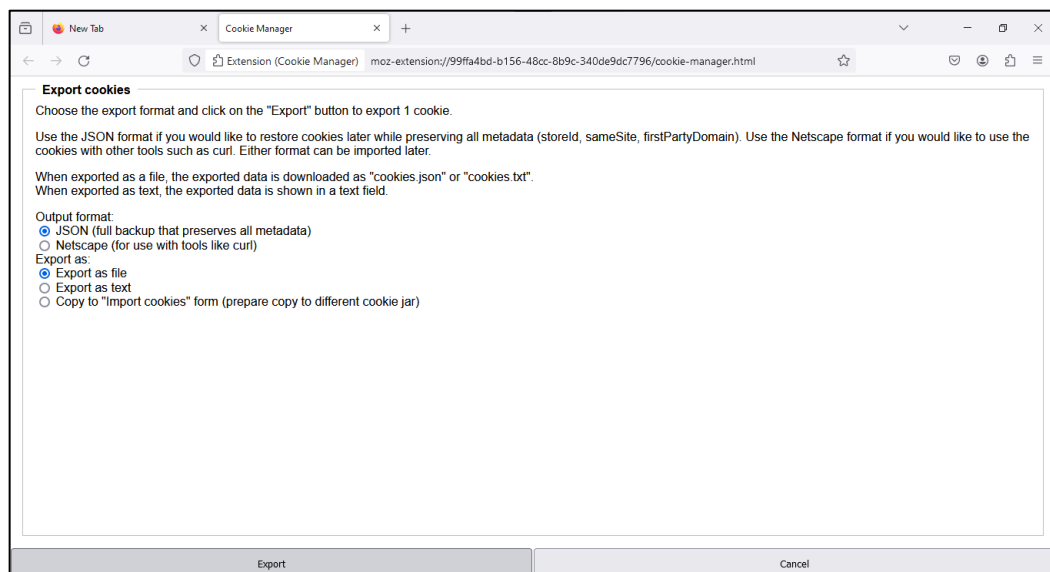 New Tab
Cookie Manager
Extension (Cookie Manager) moz-extension://99ffa4bd-b156-48cc-8b9c-340de9dc7796/cookie-manager.html
Export cookies
Choose the export format and click on the "Export" button to export 1 cookie.
Use the JSON format if you would like to restore cookies later while preserving all metadata (storeId, sameSite, firstPartyDomain). Use the Netscape format if you would like to use the
cookies with other tools such as curl. Either format can be imported later.
When exported as a file, the exported data is downloaded as "cookies.json" or "cookies.txt".
When exported as text, the exported data is shown in a text field.
Output format:
JSON (full backup that preserves all metadata)
Netscape (for use with tools like curl)
Export as:
Export as file
Export as text
Copy to "Import cookies" form (prepare copy to different cookie jar)
Export
Cancel